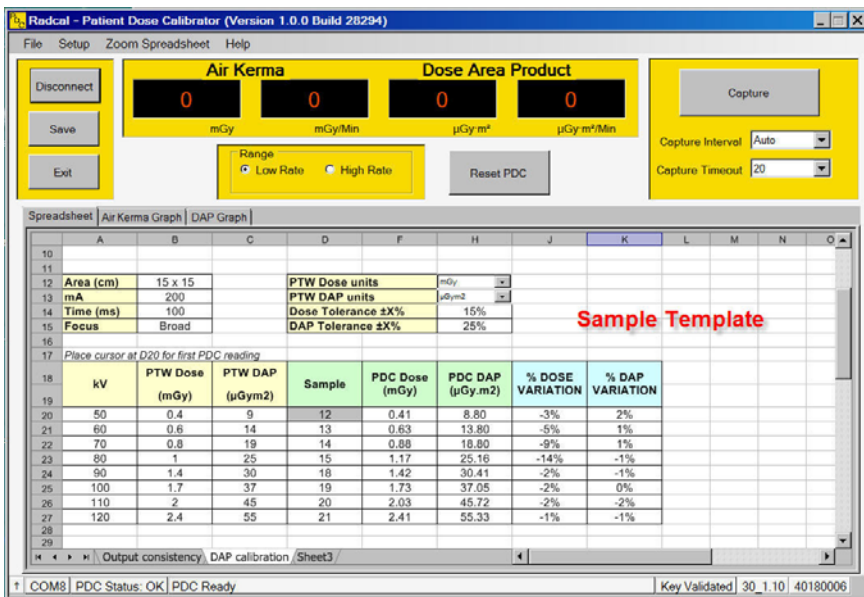 Radcal - Patient Dose Calibrator (Version 1.0.0 Build 28294)
File Setup Zoom Spreadsheet Help
Disconnect
Save
Exit
Air Kerma Dose Area Product
0 0 0 0
mGy mGy/Min µGy·m² µGy·m²/Min
Range
Low Rate High Rate
Reset PDC
Capture
Capture Interval Auto
Capture Timeout 20
Spreadsheet Air Kerma Graph DAP Graph
A B C D F H J K L M N O
10
11
12 Area (cm) 15 x 15 PTW Dose units mGy
13 mA 200 PTW DAP units µGym2
14 Time (ms) 100 Dose Tolerance ±X% 15%
15 Focus Broad DAP Tolerance ±X% 25%
Sample Template
16
17 Place cursor at D20 for first PDC reading
18 kV PTW Dose PTW DAP Sample PDC Dose PDC DAP % DOSE % DAP
19 (mGy) (µGym2) (mGy) (µGy.m2) VARIATION VARIATION
20 50 0.4 9 12 0.41 8.80 -3% 2%
21 60 0.6 14 13 0.63 13.80 -5% 1%
22 70 0.8 19 14 0.88 18.80 -9% 1%
23 80 1 25 15 1.17 25.16 -14% -1%
24 90 1.4 30 18 1.42 30.41 -2% -1%
25 100 1.7 37 19 1.73 37.05 -2% 0%
26 110 2 45 20 2.03 45.72 -2% -2%
27 120 2.4 55 21 2.41 55.33 -1% -1%
28
29
Output consistency DAP calibration Sheet3
COM8 PDC Status: OK PDC Ready Key Validated 30_1.10 40180006